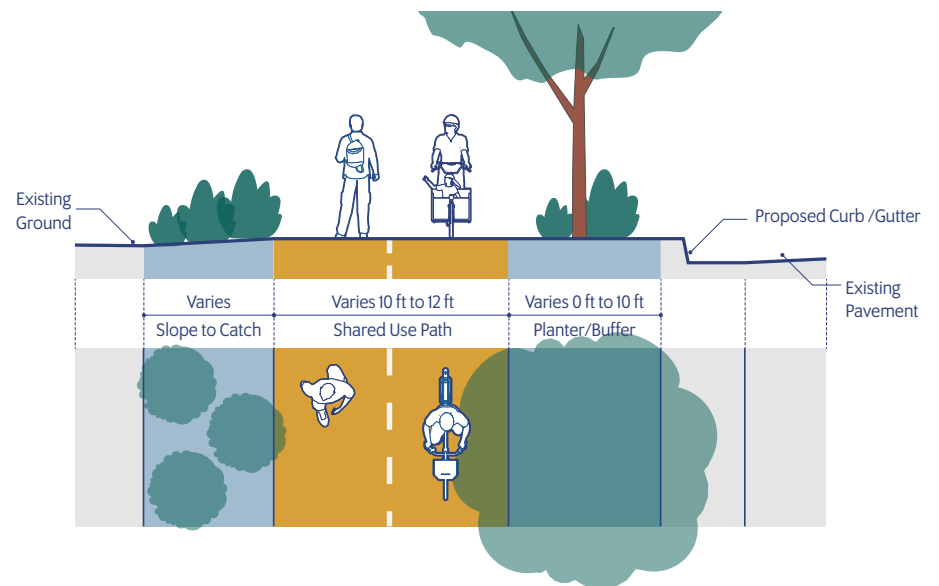 Existing
Ground
Proposed Curb /Gutter
Existing
Pavement
Varies
Slope to Catch
Varies 10 ft to 12 ft
Shared Use Path
Varies 0 ft to 10 ft
Planter/Buffer